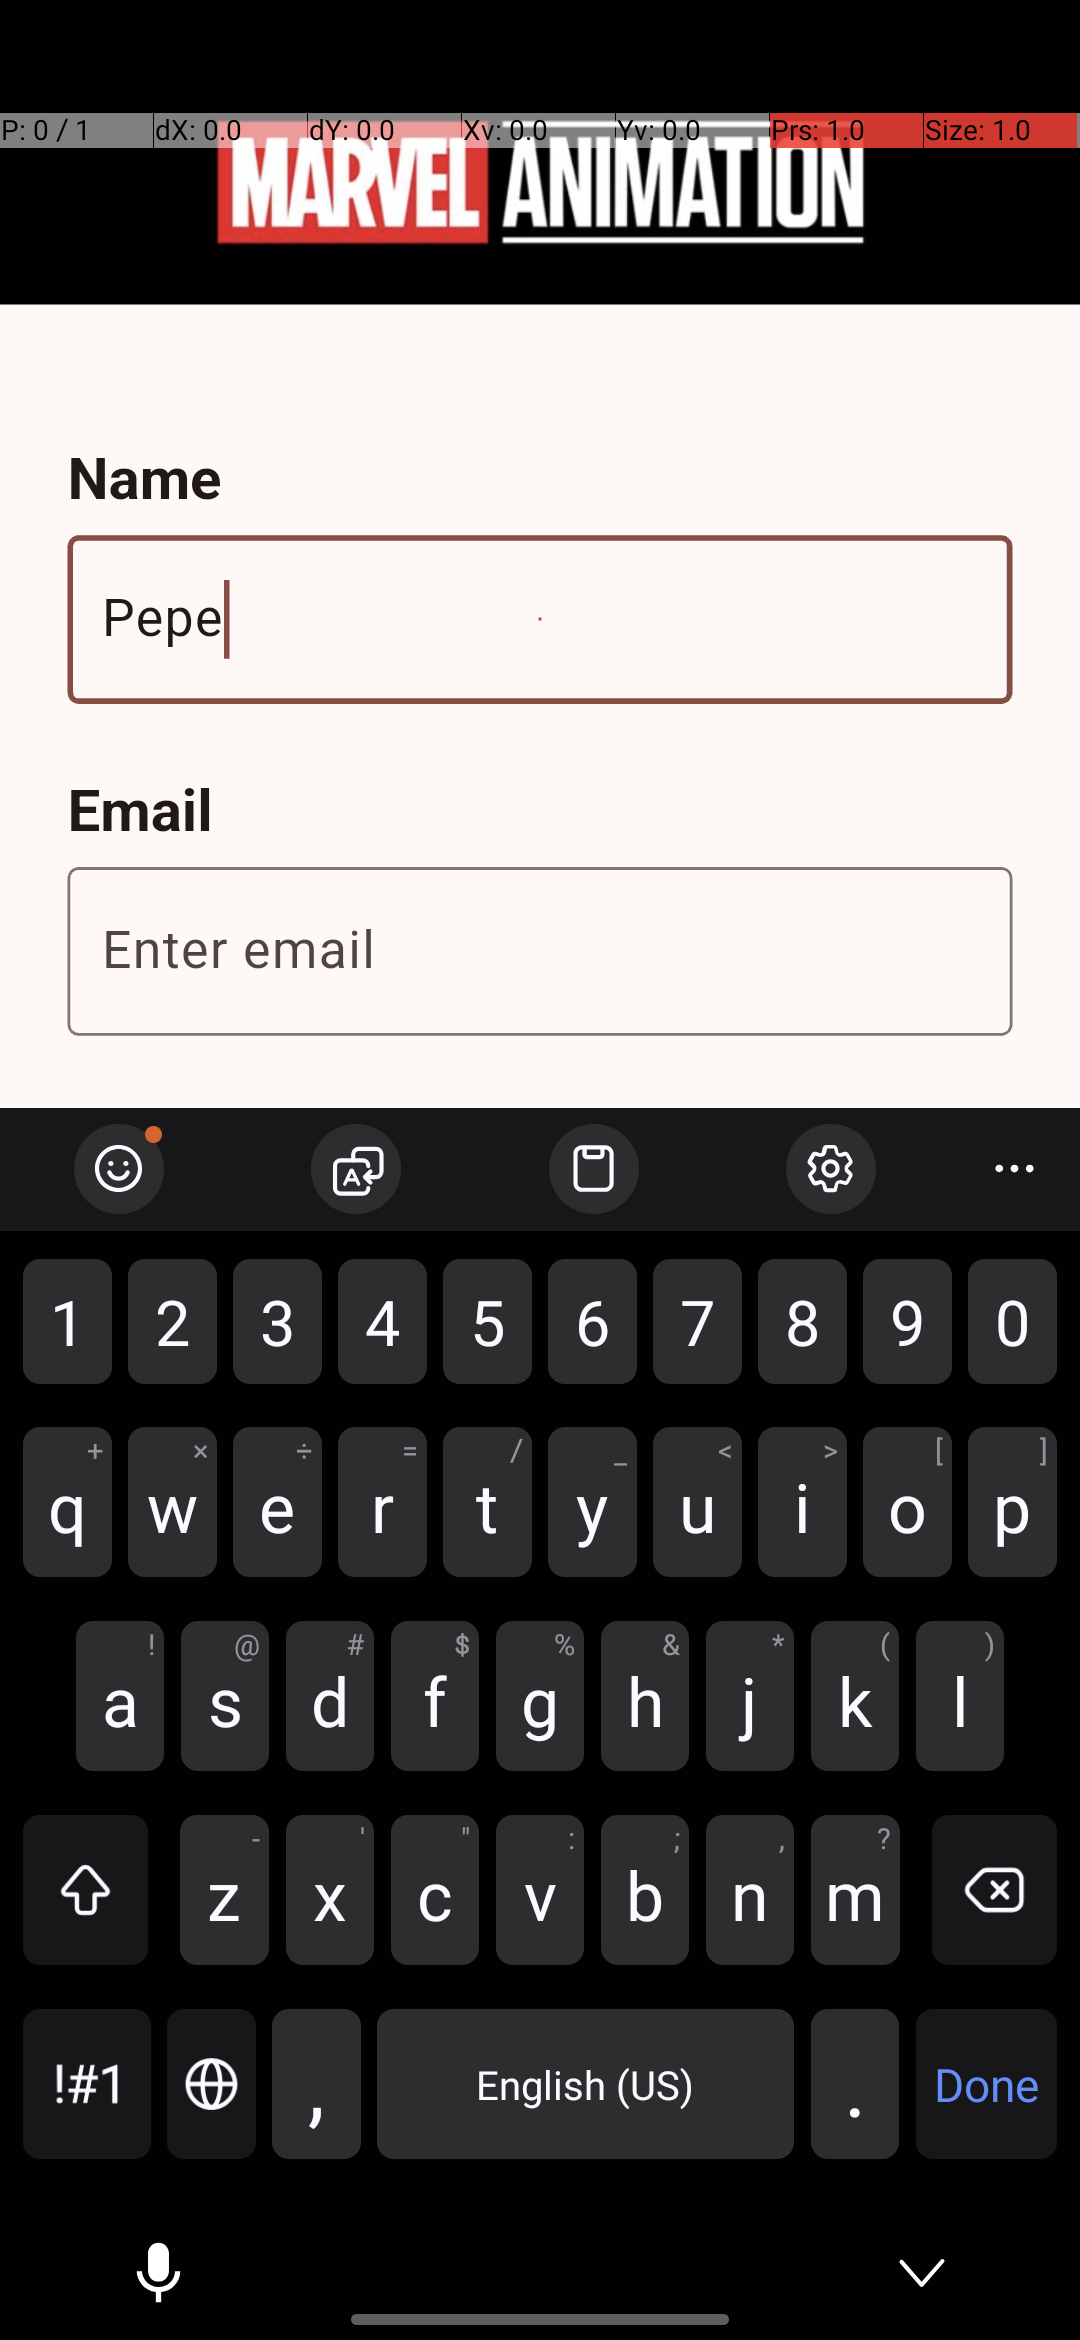 P: 0 / 1 dX: 0.0 dY: 0.0 Xv: 0.0 Yv: 0.0 Prs: 1.0 Size: 1.0
MARVEL ANIMATION
Name
Pepe
Email
Enter email
1 2 3 4 5 6 7 8 9 0
+ × ÷ = / _ < > [ ]
q w e r t y u i o p
! @ # $ % & * ( )
a s d f g h j k l
- ' " : ; , ?
z x c v b n m
!#1 , English (US) . Done